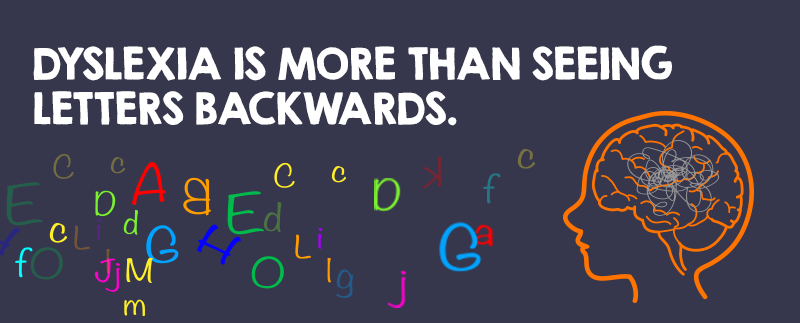 DYSLEXIA IS MORE THAN SEEING
LETTERS BACKWARDS.
C c A B E C c D K f c
E D d d
c L i G H L i G a
f O J j M O l g j
m